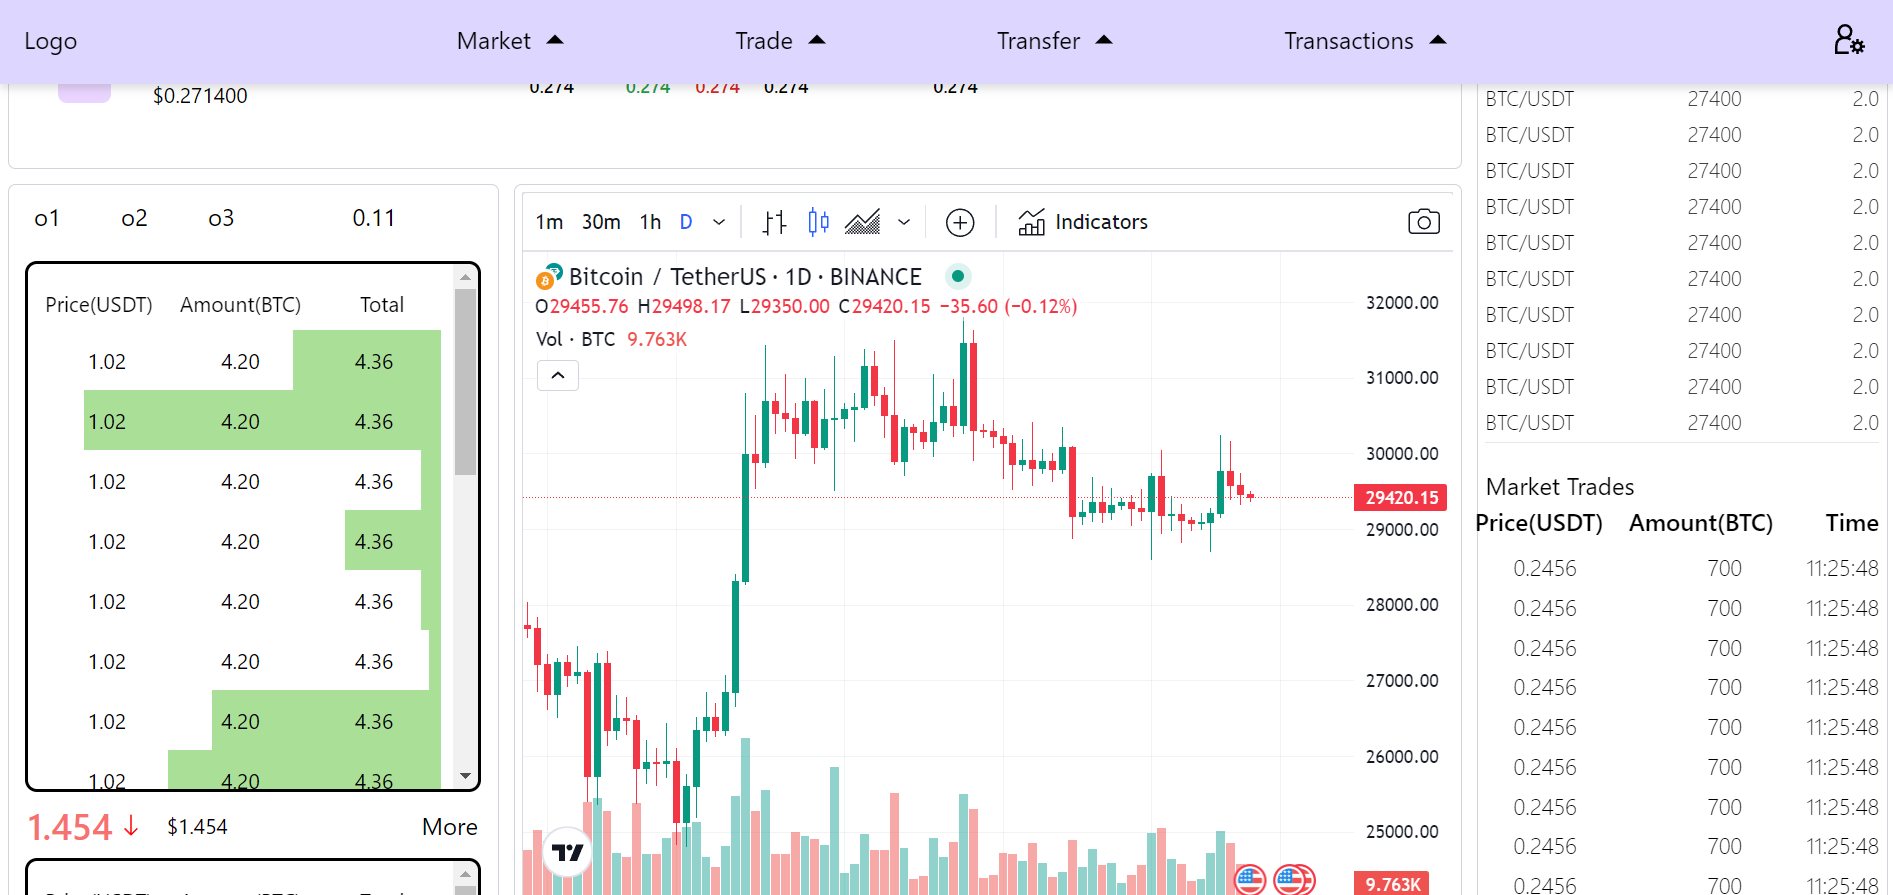 Logo Market Trade Transfer Transactions
$0.271400 0.274 0.274 0.274 0.274 0.274
o1 o2 o3 0.11
Price(USDT) Amount(BTC) Total
1.02 4.20 4.36
1.02 4.20 4.36
1.02 4.20 4.36
1.02 4.20 4.36
1.02 4.20 4.36
1.02 4.20 4.36
1.02 4.20 4.36
1.02 4.20 4.36
1.454 ↓ $1.454 More
Price(USDT) Amount(BTC) Total
1m 30m 1h D Indicators
Bitcoin / TetherUS · 1D · BINANCE
O29455.76 H29498.17 L29350.00 C29420.15 −35.60 (−0.12%)
Vol · BTC 9.763K
32000.00
31000.00
30000.00
29420.15
29000.00
28000.00
27000.00
26000.00
25000.00
9.763K
BTC/USDT 27400 2.0
BTC/USDT 27400 2.0
BTC/USDT 27400 2.0
BTC/USDT 27400 2.0
BTC/USDT 27400 2.0
BTC/USDT 27400 2.0
BTC/USDT 27400 2.0
BTC/USDT 27400 2.0
BTC/USDT 27400 2.0
BTC/USDT 27400 2.0
Market Trades
Price(USDT) Amount(BTC) Time
0.2456 700 11:25:48
0.2456 700 11:25:48
0.2456 700 11:25:48
0.2456 700 11:25:48
0.2456 700 11:25:48
0.2456 700 11:25:48
0.2456 700 11:25:48
0.2456 700 11:25:48
0.2456 700 11:25:48